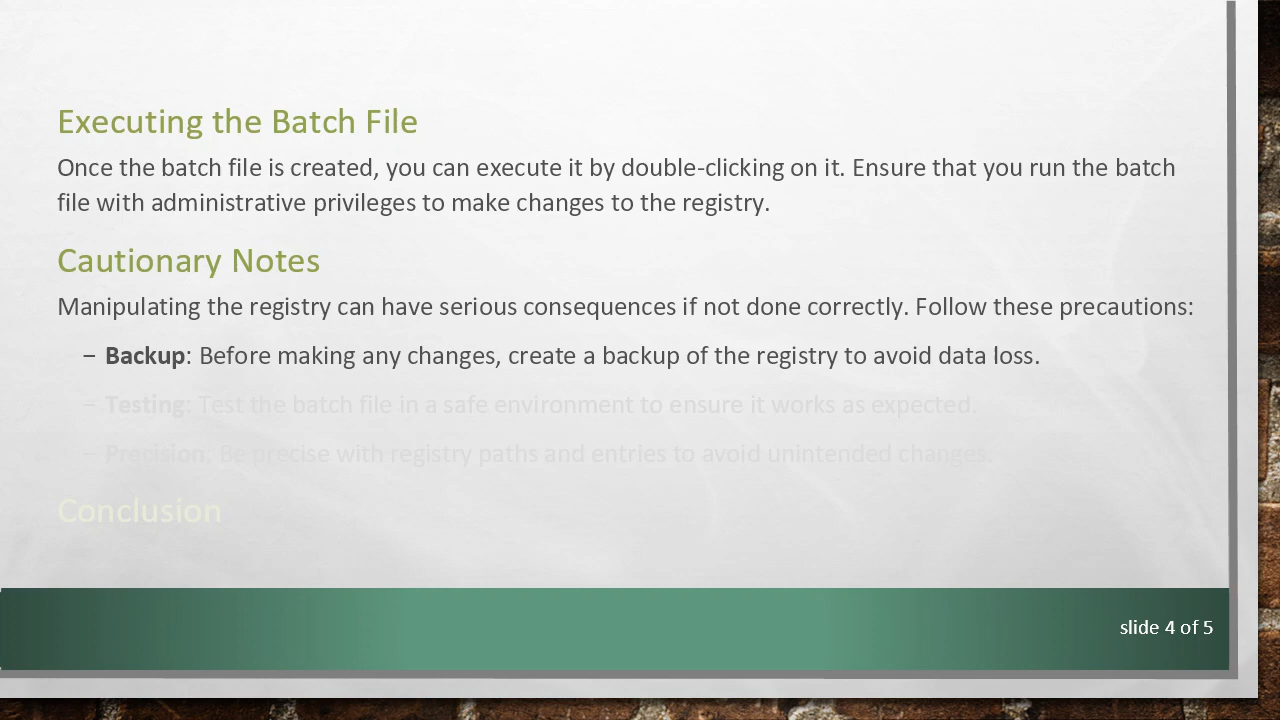 Executing the Batch File
Once the batch file is created, you can execute it by double-clicking on it. Ensure that you run the batch
file with administrative privileges to make changes to the registry.
Cautionary Notes
Manipulating the registry can have serious consequences if not done correctly. Follow these precautions:
− Backup: Before making any changes, create a backup of the registry to avoid data loss.
− Testing: Test the batch file in a safe environment to ensure it works as expected.
− Precision: Be precise with registry paths and entries to avoid unintended changes.
Conclusion
slide 4 of 5